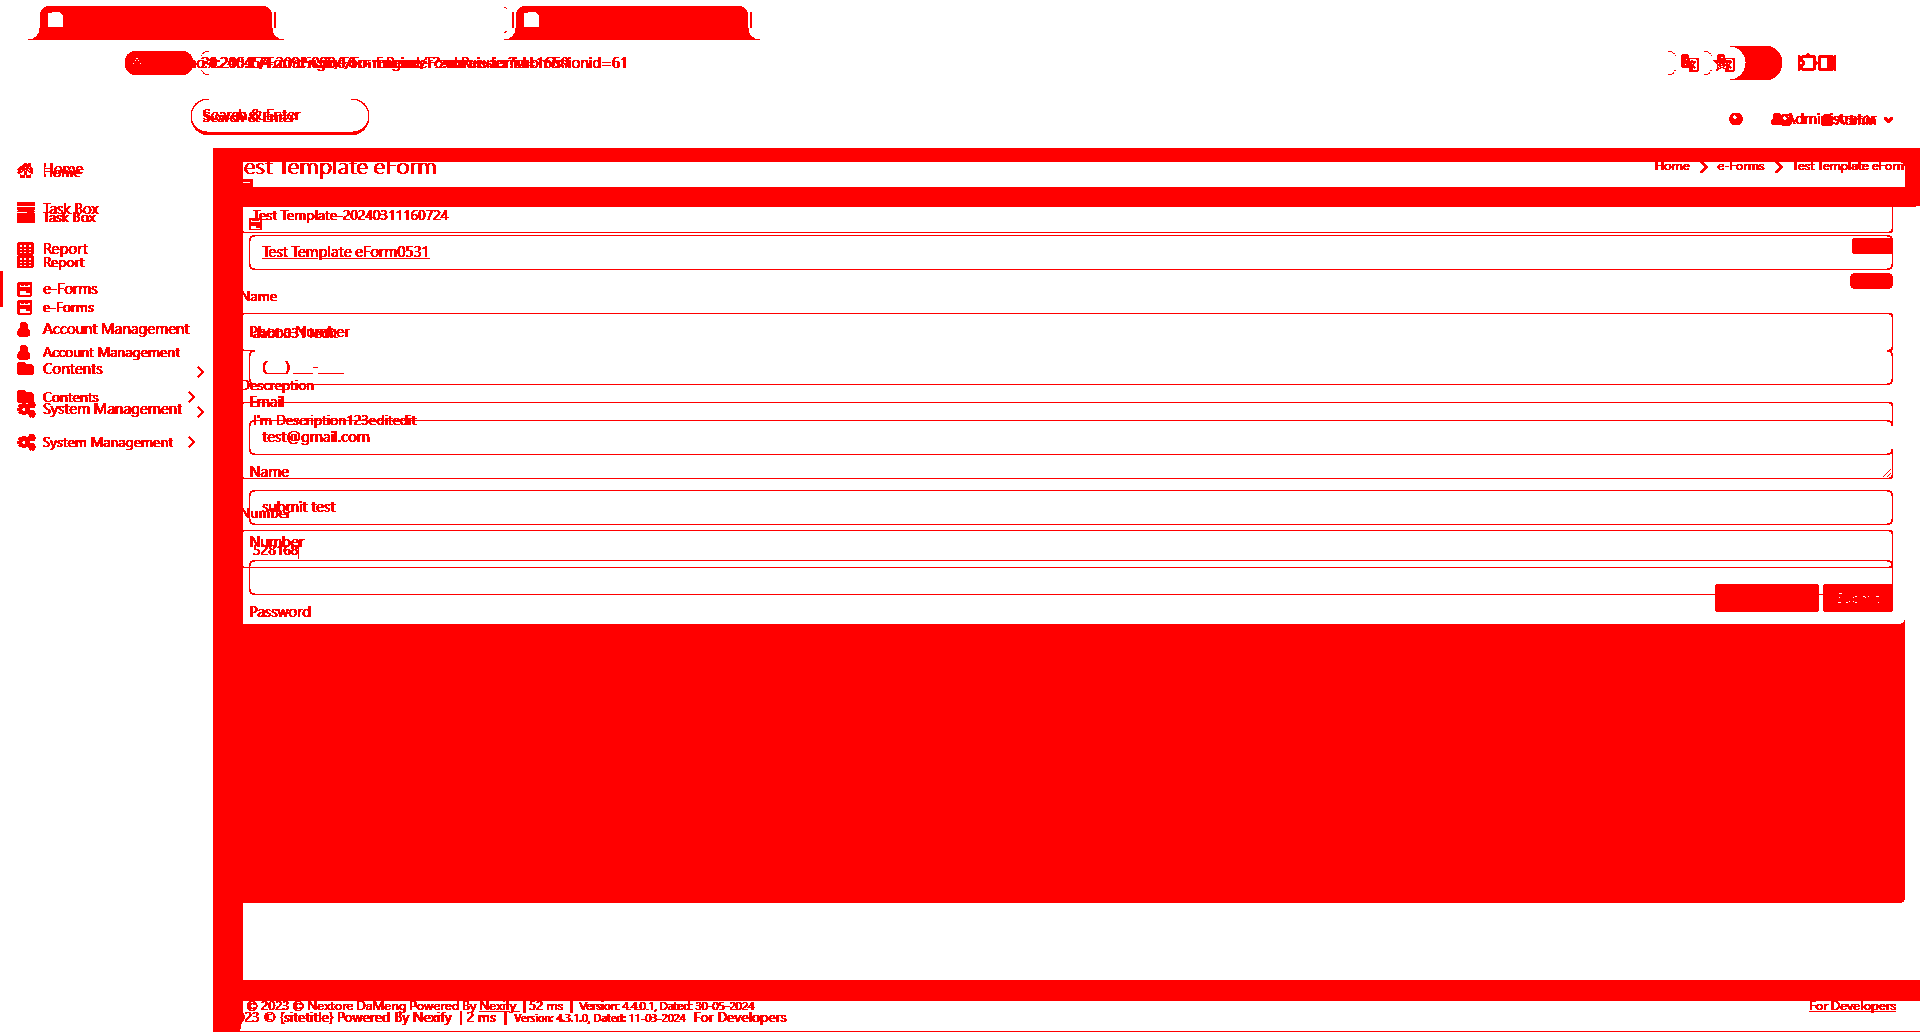 Search & Enter
Search & Enter
Administrator
Home
Home
Task Box
Task Box
Report
Report
e-Forms
e-Forms
Account Management
Account Management
Contents
Contents
System Management
System Management
est Template eForm
Home > e-Forms > Test Template eForm
Test Template-20240311160724
Test Template eForm0531
Name
Phone Number
(__) ___-____
Descreption
Email
I'm Description123editedit
test@gmail.com
Name
submit test
Number
Number
528168
Password
© 2023 © Nextore DaMeng Powered By Nexify | 52 ms | Version: 4.4.0.1, Dated: 30-05-2024
For Developers
23 © {sitetitle} Powered By Nexify | 2 ms | Version: 4.3.1.0, Dated: 11-03-2024 For Developers